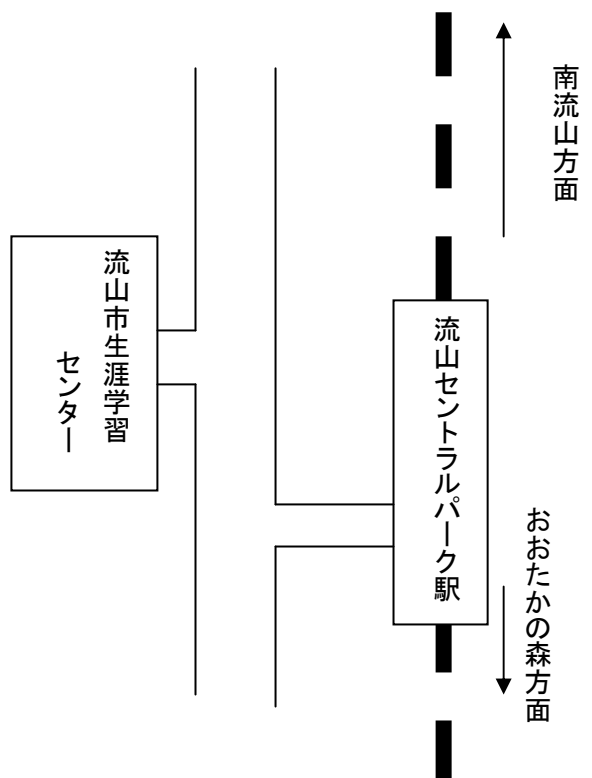 南流山方面
おおたかの森方面
流山セントラルパーク駅
流山市生涯学習
センター